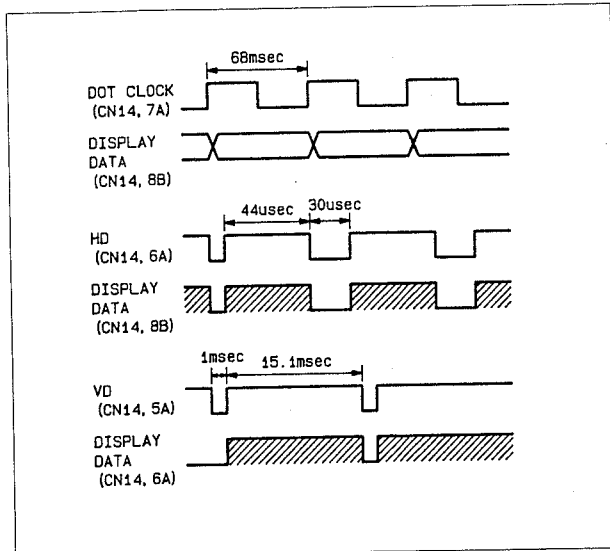 68msec
DOT CLOCK
(CN14, 7A)
DISPLAY
DATA
(CN14, 8B)
44usec 30usec
HD
(CN14, 6A)
DISPLAY
DATA
(CN14, 8B)
1msec 15.1msec
VD
(CN14, 5A)
DISPLAY
DATA
(CN14, 6A)